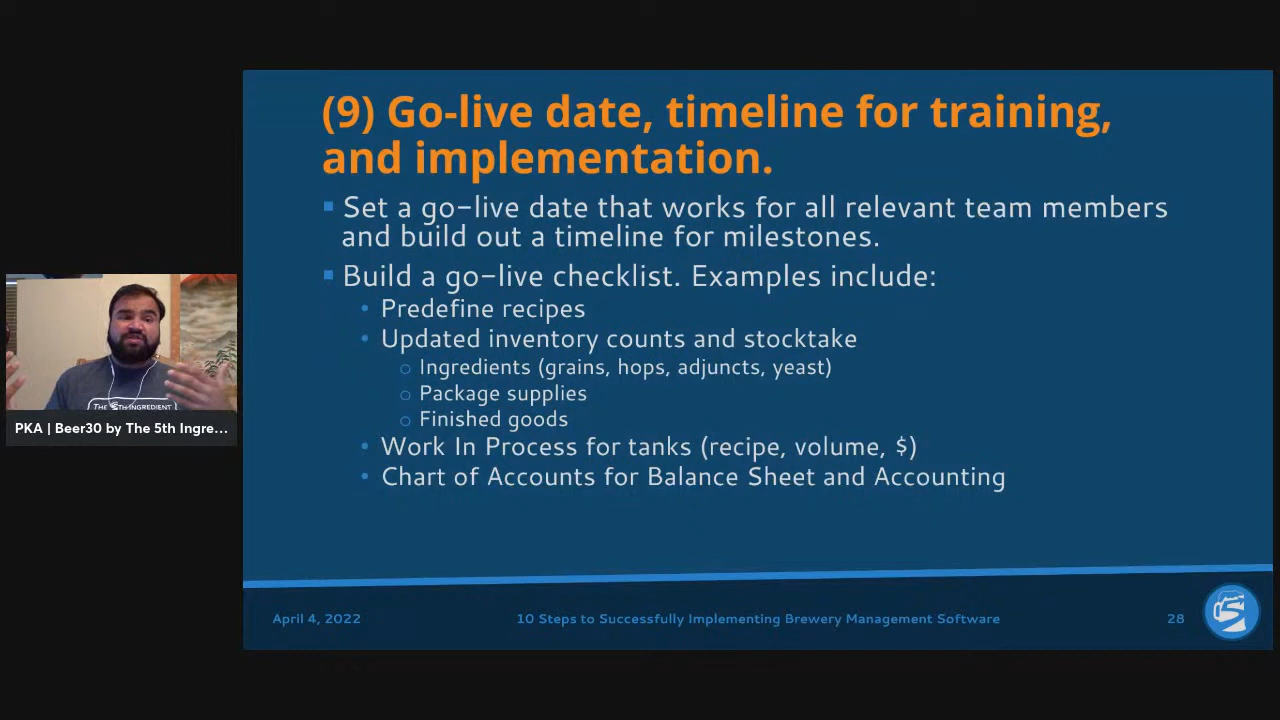 (9) Go-live date, timeline for training,
and implementation.
Set a go-live date that works for all relevant team members
and build out a timeline for milestones.
Build a go-live checklist. Examples include:
Predefine recipes
Updated inventory counts and stocktake
Ingredients (grains, hops, adjuncts, yeast)
Package supplies
Finished goods
Work In Process for tanks (recipe, volume, $)
Chart of Accounts for Balance Sheet and Accounting
THE 5TH INGREDIENT
PKA | Beer30 by The 5th Ingre...
April 4, 2022
10 Steps to Successfully Implementing Brewery Management Software
28